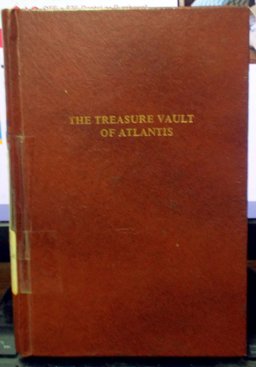 THE TREASURE VAULT
OF ATLANTIS